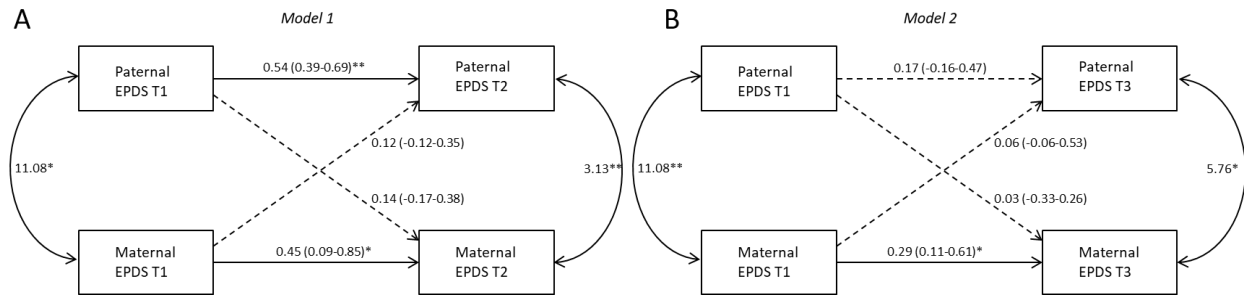 A
Model 1
Paternal
EPDS T1
0.54 (0.39-0.69)**
Paternal
EPDS T2
0.12 (-0.12-0.35)
11.08*
3.13**
0.14 (-0.17-0.38)
Maternal
EPDS T1
0.45 (0.09-0.85)*
Maternal
EPDS T2
B
Model 2
Paternal
EPDS T1
0.17 (-0.16-0.47)
Paternal
EPDS T3
0.06 (-0.06-0.53)
11.08**
5.76*
0.03 (-0.33-0.26)
Maternal
EPDS T1
0.29 (0.11-0.61)*
Maternal
EPDS T3